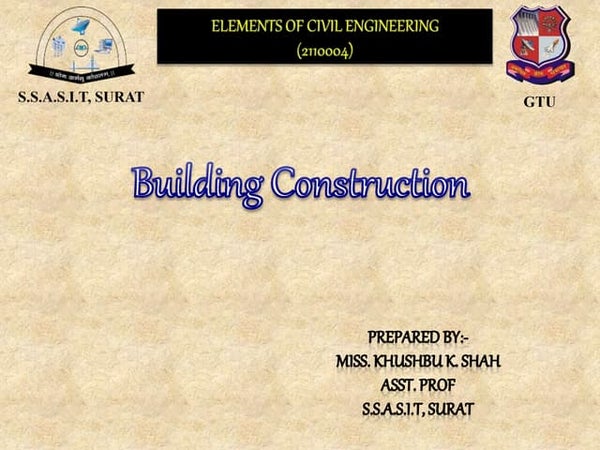 ELEMENTS OF CIVIL ENGINEERING
(2110004)
S.S.A.S.I.T, SURAT
GTU
Building Construction
PREPARED BY:-
MISS. KHUSHBU K. SHAH
ASST. PROF
S.S.A.S.I.T, SURAT